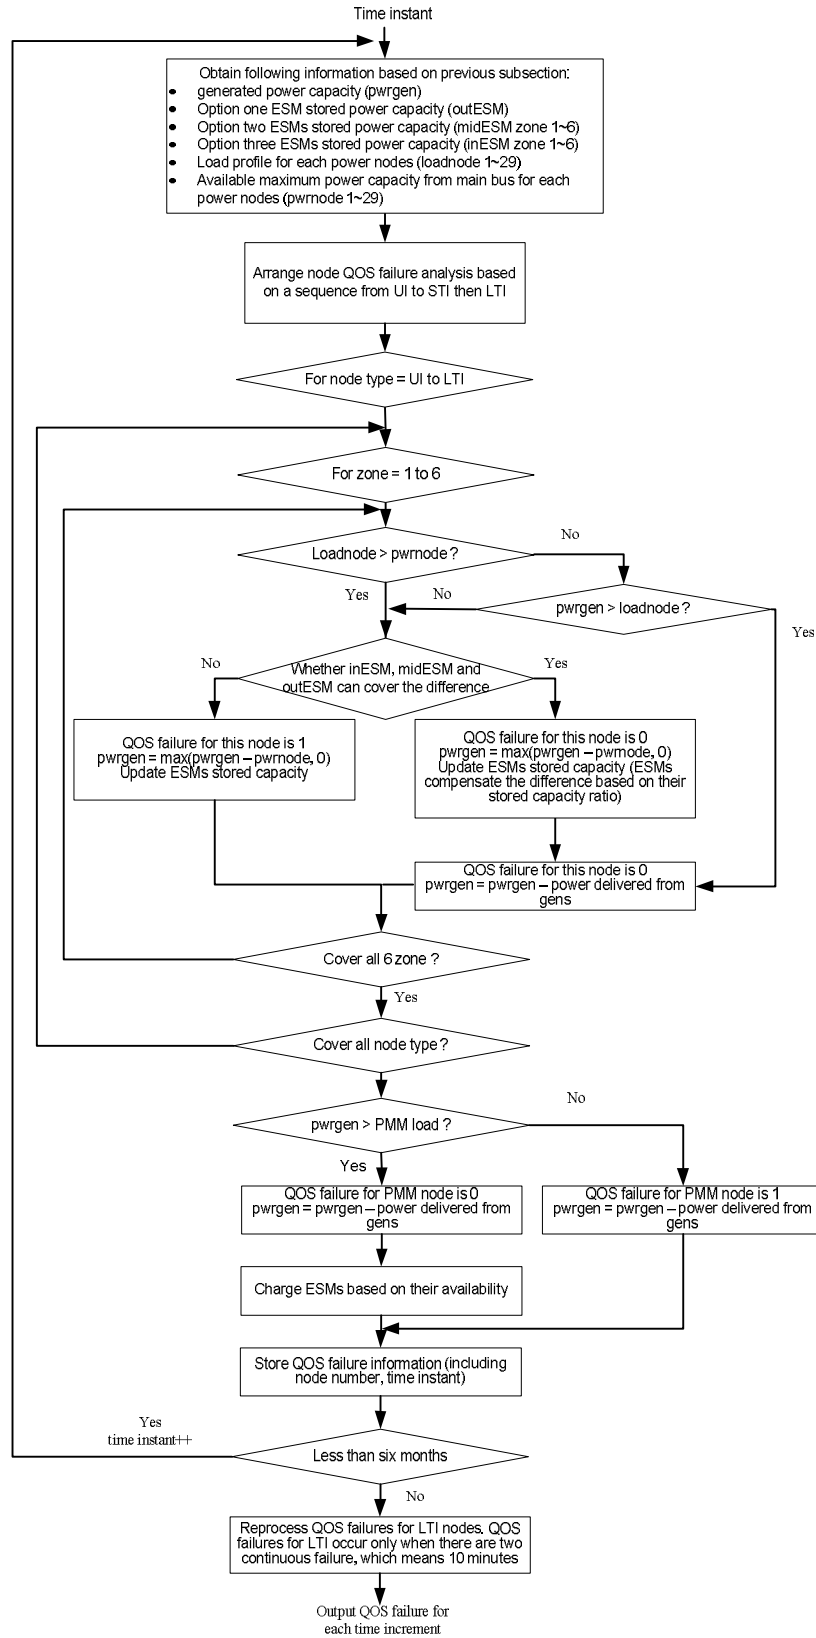 Time instant
Obtain following information based on previous subsection:
• generated power capacity (pwrgen)
• Option one ESM stored power capacity (outESM)
• Option two ESMs stored power capacity (midESM zone 1~6)
• Option three ESMs stored power capacity (inESM zone 1~6)
• Load profile for each power nodes (loadnode 1~29)
• Available maximum power capacity from main bus for each
power nodes (pwrnode 1~29)
Arrange node QOS failure analysis based
on a sequence from UI to STI then LTI
For node type = UI to LTI
For zone = 1 to 6
Loadnode > pwrnode ?
No
Yes
No
pwrgen > loadnode ?
Yes
No
Whether inESM, midESM and
outESM can cover the difference
Yes
QOS failure for this node is 1
pwrgen = max(pwrgen – pwrnode, 0)
Update ESMs stored capacity
QOS failure for this node is 0
pwrgen = max(pwrgen – pwrnode, 0)
Update ESMs stored capacity (ESMs
compensate the difference based on their
stored capacity ratio)
QOS failure for this node is 0
pwrgen = pwrgen – power delivered from
gens
Cover all 6 zone ?
Yes
Cover all node type ?
pwrgen > PMM load ?
No
Yes
QOS failure for PMM node is 0
pwrgen = pwrgen – power delivered from
gens
QOS failure for PMM node is 1
pwrgen = pwrgen – power delivered from
gens
Charge ESMs based on their availability
Store QOS failure information (including
node number, time instant)
Yes
time instant++
Less than six months
No
Reprocess QOS failures for LTI nodes. QOS
failures for LTI occur only when there are two
continuous failure, which means 10 minutes
Output QOS failure for
each time increment